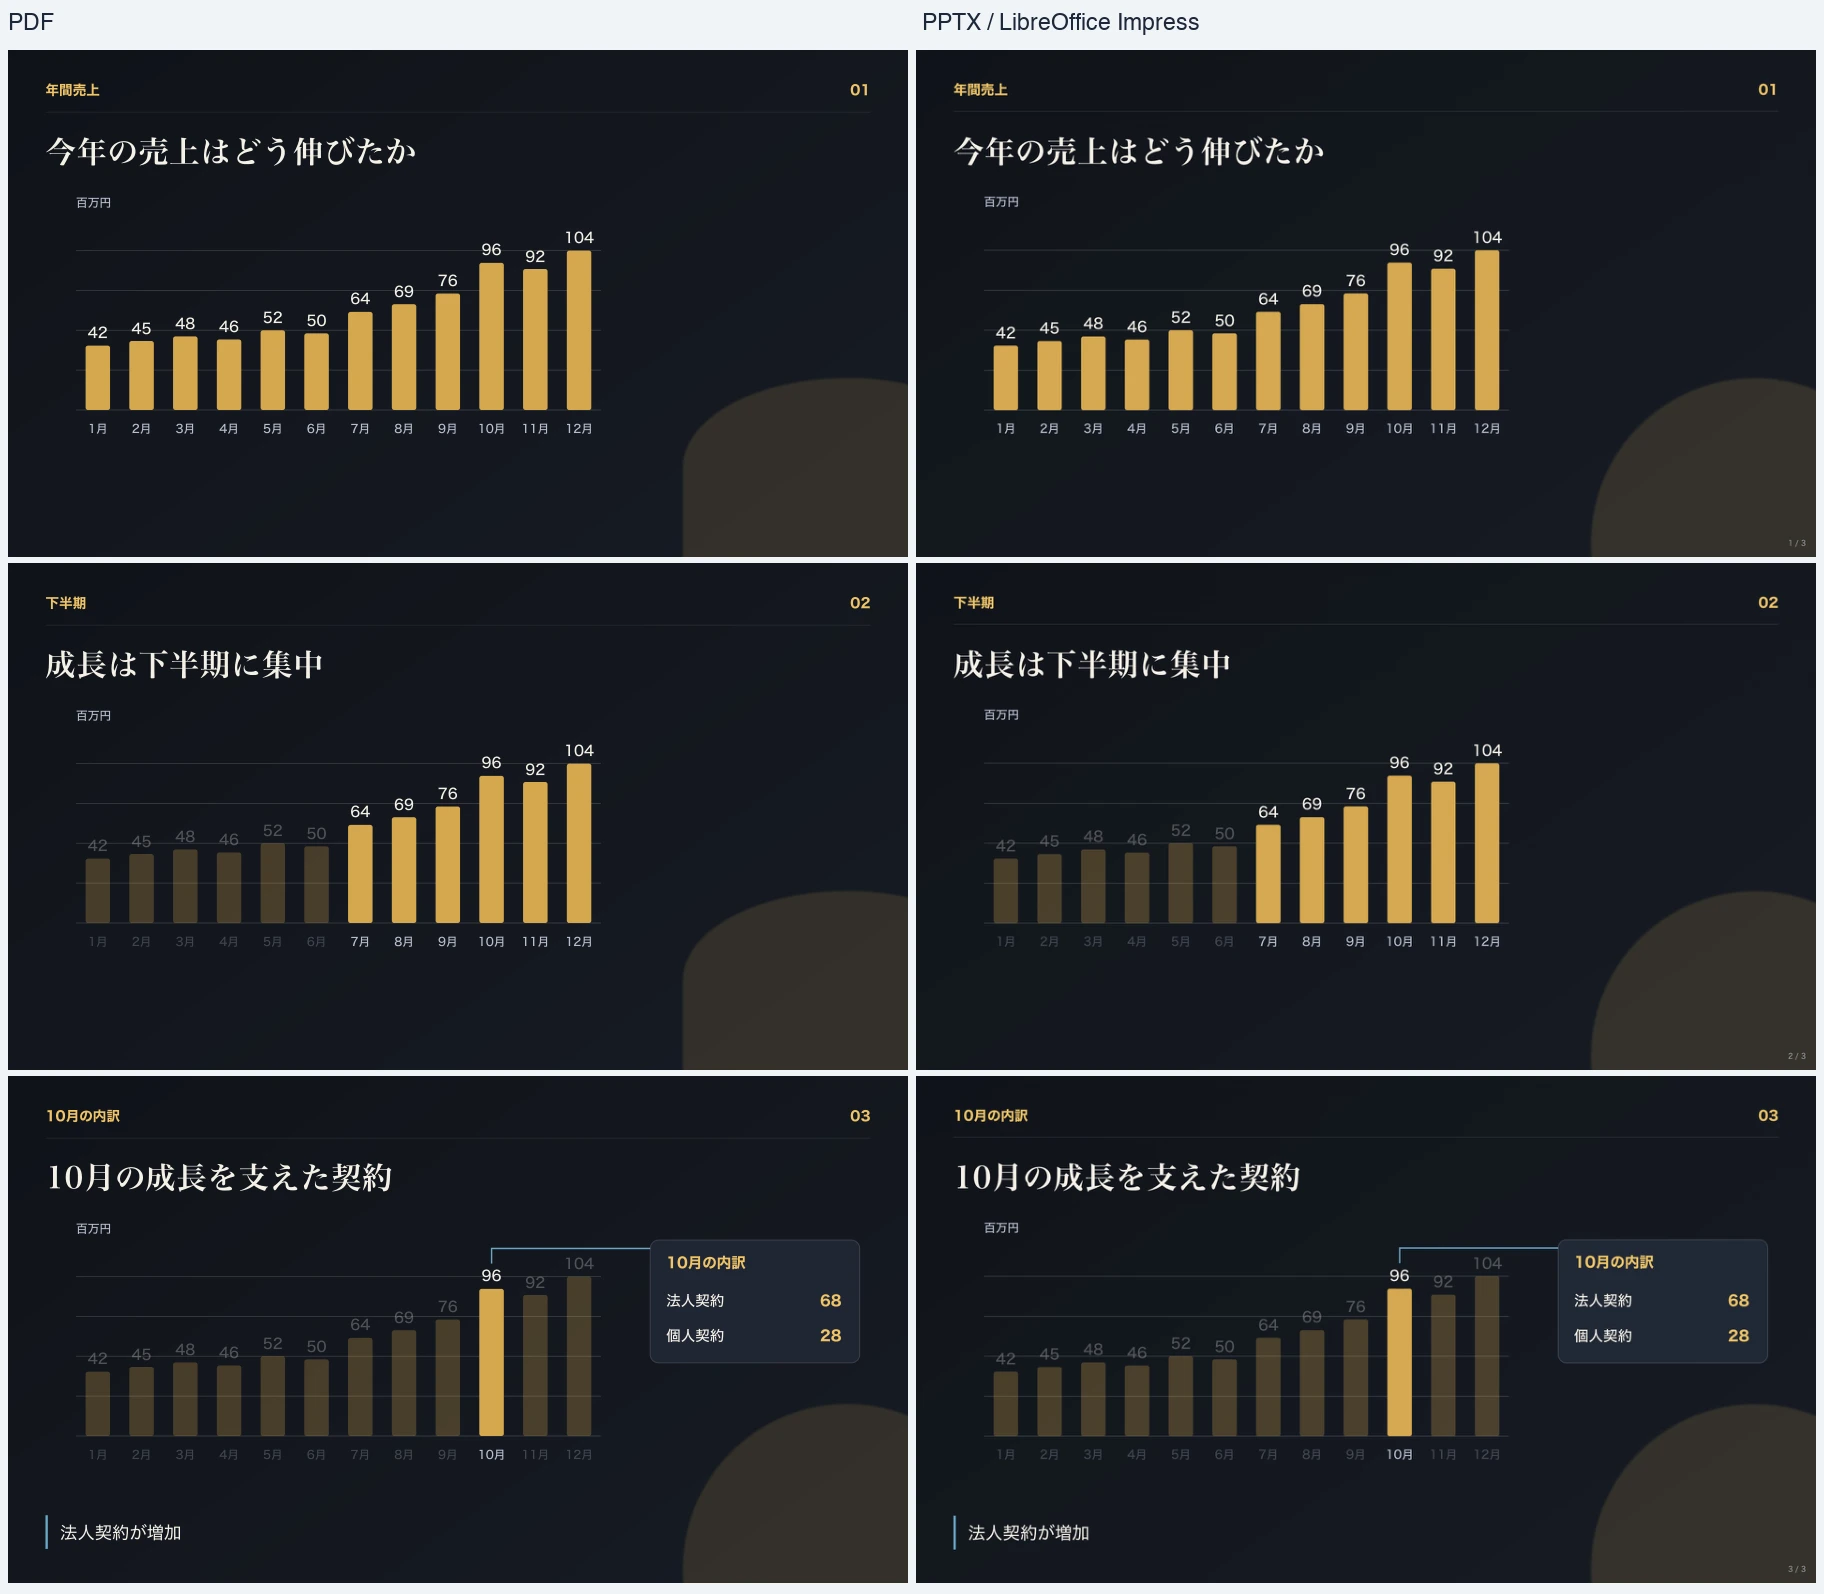 PDF
PPTX / LibreOffice Impress
年間売上 01
今年の売上はどう伸びたか
百万円
42 45 48 46 52 50 64 69 76 96 92 104
1月 2月 3月 4月 5月 6月 7月 8月 9月 10月 11月 12月
年間売上 01
今年の売上はどう伸びたか
百万円
42 45 48 46 52 50 64 69 76 96 92 104
1月 2月 3月 4月 5月 6月 7月 8月 9月 10月 11月 12月
1 / 3
下半期 02
成長は下半期に集中
百万円
42 45 48 46 52 50 64 69 76 96 92 104
1月 2月 3月 4月 5月 6月 7月 8月 9月 10月 11月 12月
下半期 02
成長は下半期に集中
百万円
42 45 48 46 52 50 64 69 76 96 92 104
1月 2月 3月 4月 5月 6月 7月 8月 9月 10月 11月 12月
2 / 3
10月の内訳 03
10月の成長を支えた契約
百万円
42 45 48 46 52 50 64 69 76 96 92 104
1月 2月 3月 4月 5月 6月 7月 8月 9月 10月 11月 12月
10月の内訳
法人契約 68
個人契約 28
法人契約が増加
10月の内訳 03
10月の成長を支えた契約
百万円
42 45 48 46 52 50 64 69 76 96 92 104
1月 2月 3月 4月 5月 6月 7月 8月 9月 10月 11月 12月
10月の内訳
法人契約 68
個人契約 28
法人契約が増加
3 / 3